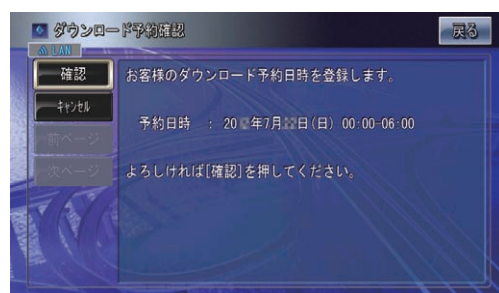 ダウンロード予約確認
戻る
LAN
確認
キャンセル
前ページ
次ページ
お客様のダウンロード予約日時を登録します。
予約日時 : 20 年7月 日(日) 00:00-06:00
よろしければ[確認]を押してください。